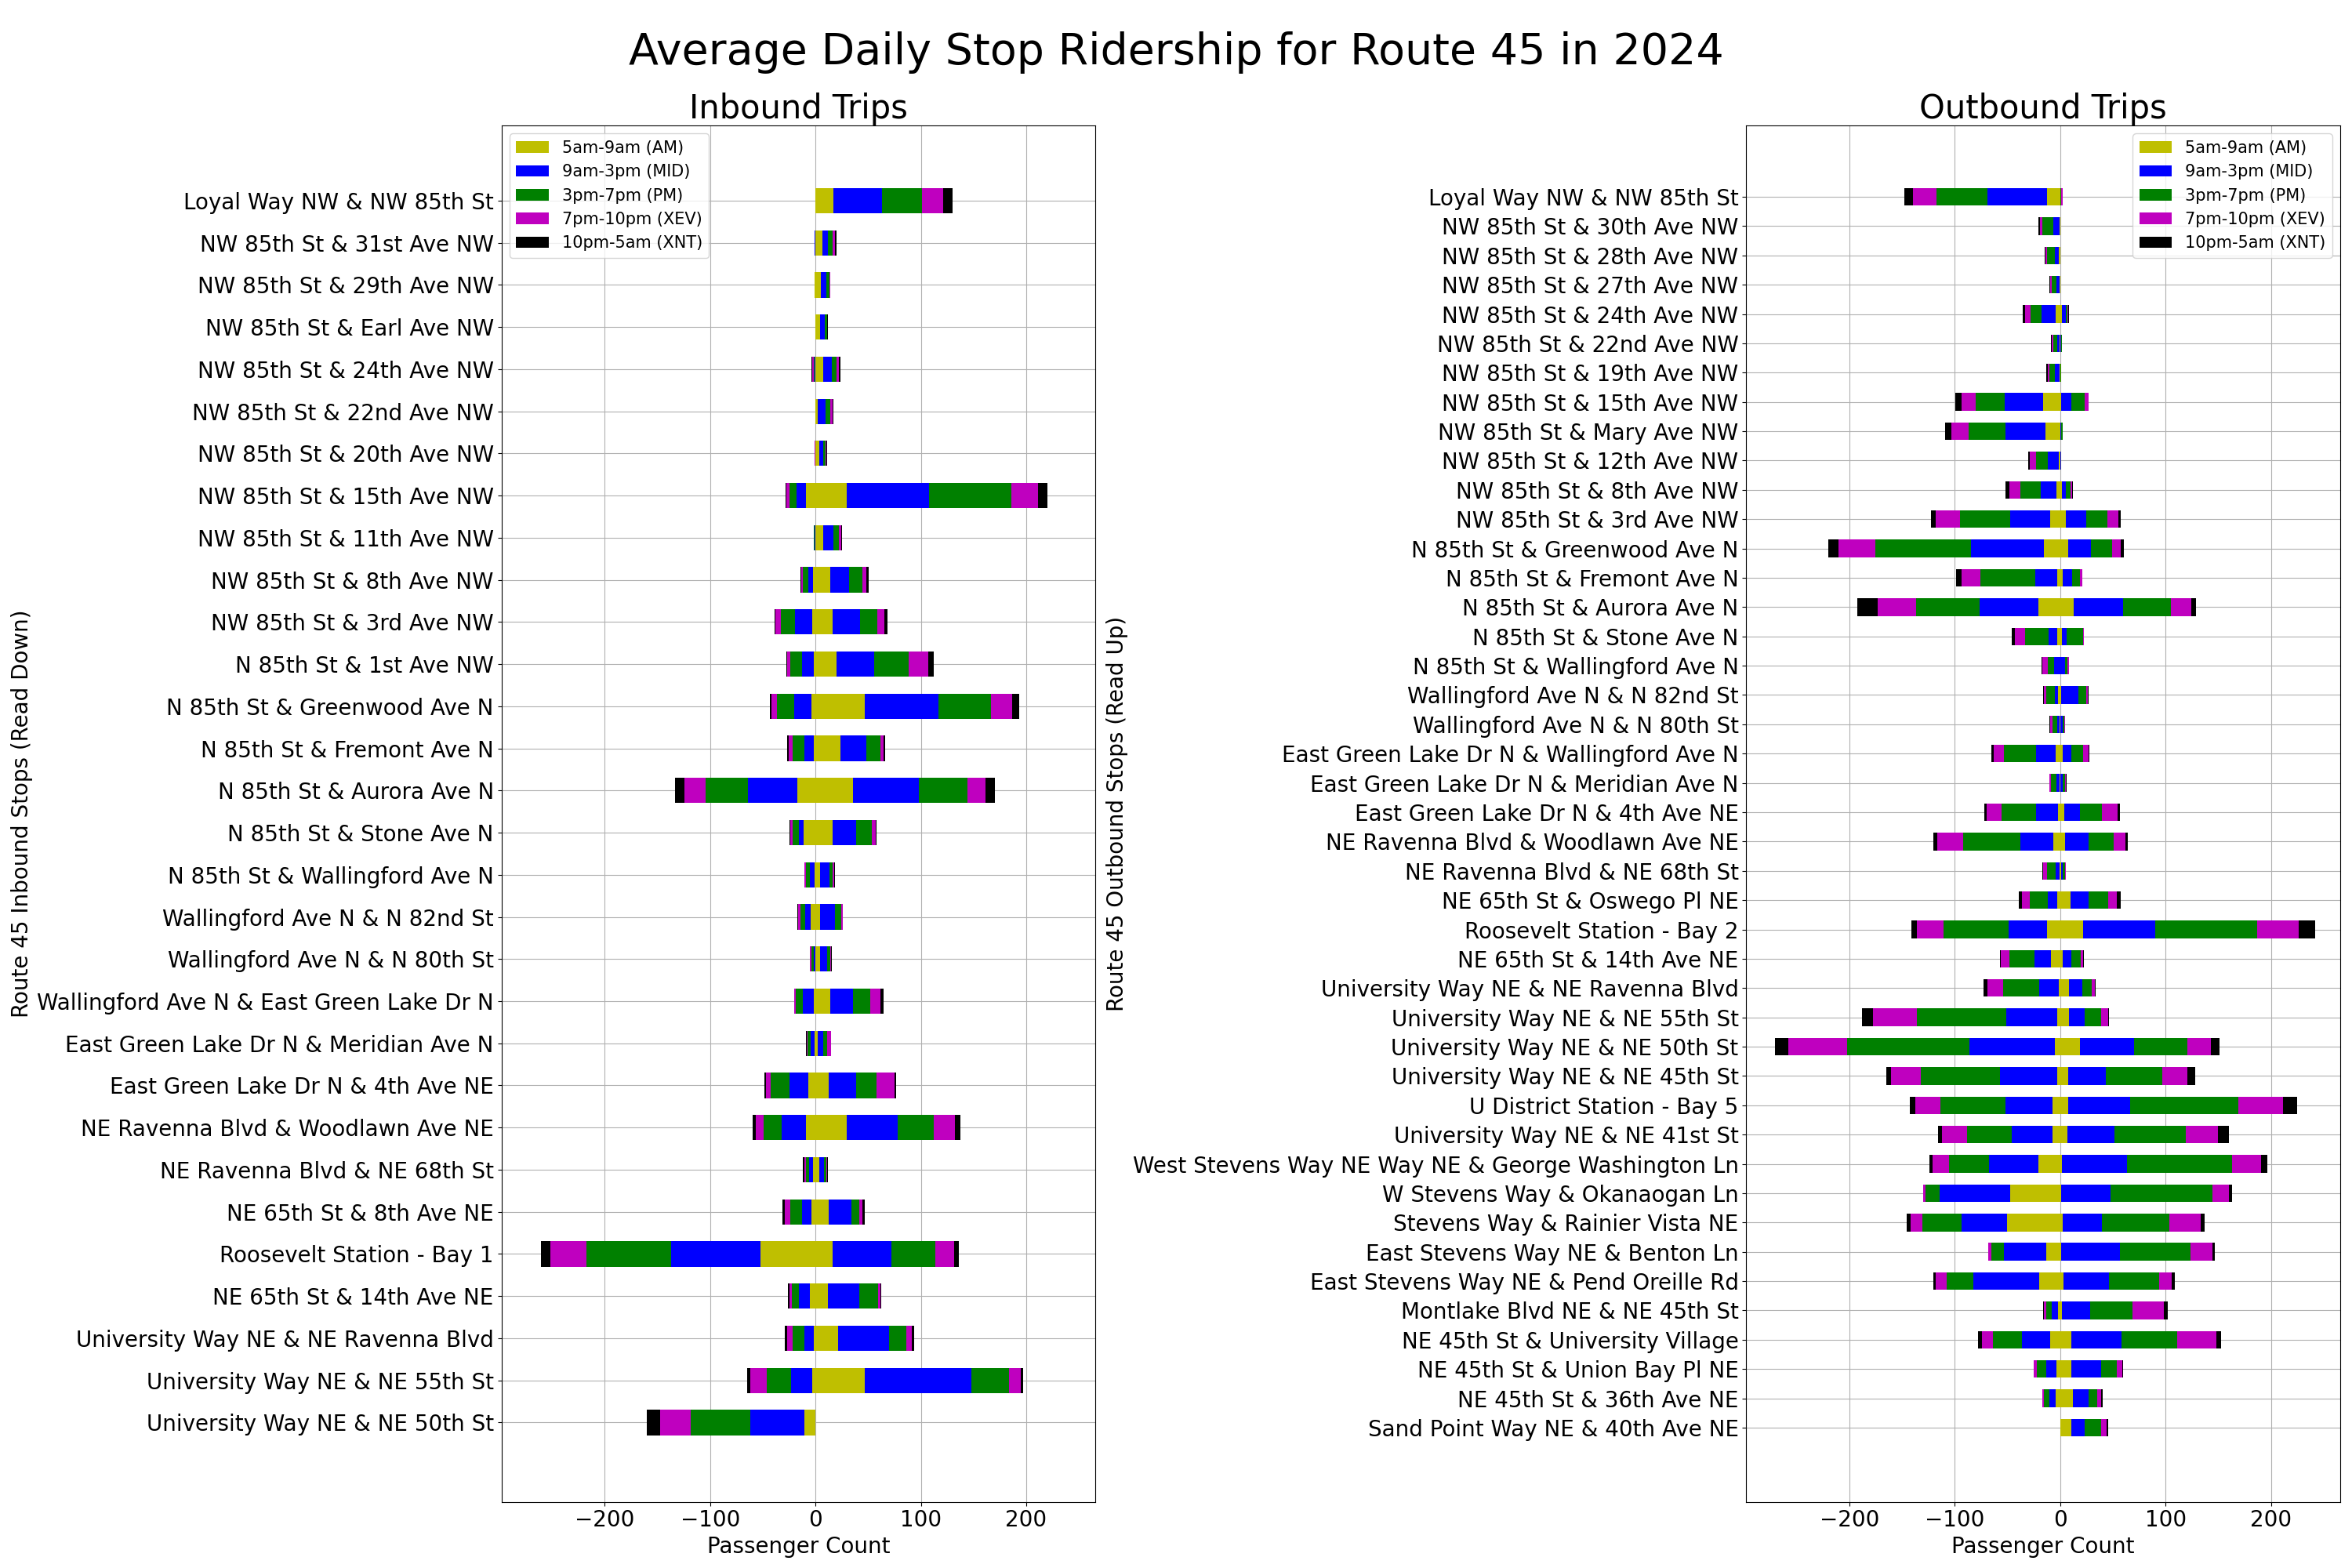 Average Daily Stop Ridership for Route 45 in 2024
Inbound Trips
5am-9am (AM)
9am-3pm (MID)
3pm-7pm (PM)
7pm-10pm (XEV)
10pm-5am (XNT)
Route 45 Inbound Stops (Read Down)
Loyal Way NW & NW 85th St
NW 85th St & 31st Ave NW
NW 85th St & 29th Ave NW
NW 85th St & Earl Ave NW
NW 85th St & 24th Ave NW
NW 85th St & 22nd Ave NW
NW 85th St & 20th Ave NW
NW 85th St & 15th Ave NW
NW 85th St & 11th Ave NW
NW 85th St & 8th Ave NW
NW 85th St & 3rd Ave NW
N 85th St & 1st Ave NW
N 85th St & Greenwood Ave N
N 85th St & Fremont Ave N
N 85th St & Aurora Ave N
N 85th St & Stone Ave N
N 85th St & Wallingford Ave N
Wallingford Ave N & N 82nd St
Wallingford Ave N & N 80th St
Wallingford Ave N & East Green Lake Dr N
East Green Lake Dr N & Meridian Ave N
East Green Lake Dr N & 4th Ave NE
NE Ravenna Blvd & Woodlawn Ave NE
NE Ravenna Blvd & NE 68th St
NE 65th St & 8th Ave NE
Roosevelt Station - Bay 1
NE 65th St & 14th Ave NE
University Way NE & NE Ravenna Blvd
University Way NE & NE 55th St
University Way NE & NE 50th St
−200 −100 0 100 200
Passenger Count
Outbound Trips
5am-9am (AM)
9am-3pm (MID)
3pm-7pm (PM)
7pm-10pm (XEV)
10pm-5am (XNT)
Route 45 Outbound Stops (Read Up)
Loyal Way NW & NW 85th St
NW 85th St & 30th Ave NW
NW 85th St & 28th Ave NW
NW 85th St & 27th Ave NW
NW 85th St & 24th Ave NW
NW 85th St & 22nd Ave NW
NW 85th St & 19th Ave NW
NW 85th St & 15th Ave NW
NW 85th St & Mary Ave NW
NW 85th St & 12th Ave NW
NW 85th St & 8th Ave NW
NW 85th St & 3rd Ave NW
N 85th St & Greenwood Ave N
N 85th St & Fremont Ave N
N 85th St & Aurora Ave N
N 85th St & Stone Ave N
N 85th St & Wallingford Ave N
Wallingford Ave N & N 82nd St
Wallingford Ave N & N 80th St
East Green Lake Dr N & Wallingford Ave N
East Green Lake Dr N & Meridian Ave N
East Green Lake Dr N & 4th Ave NE
NE Ravenna Blvd & Woodlawn Ave NE
NE Ravenna Blvd & NE 68th St
NE 65th St & Oswego Pl NE
Roosevelt Station - Bay 2
NE 65th St & 14th Ave NE
University Way NE & NE Ravenna Blvd
University Way NE & NE 55th St
University Way NE & NE 50th St
University Way NE & NE 45th St
U District Station - Bay 5
University Way NE & NE 41st St
West Stevens Way NE Way NE & George Washington Ln
W Stevens Way & Okanaogan Ln
Stevens Way & Rainier Vista NE
East Stevens Way NE & Benton Ln
East Stevens Way NE & Pend Oreille Rd
Montlake Blvd NE & NE 45th St
NE 45th St & University Village
NE 45th St & Union Bay Pl NE
NE 45th St & 36th Ave NE
Sand Point Way NE & 40th Ave NE
−200 −100 0 100 200
Passenger Count